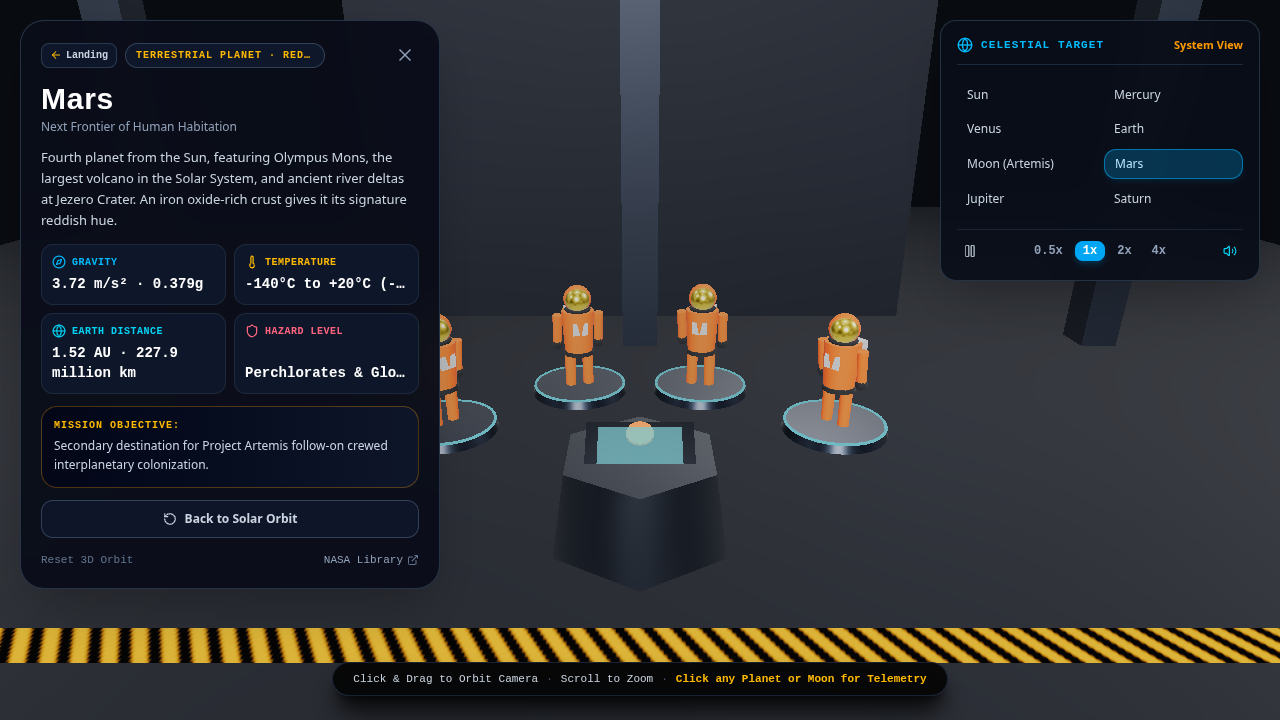 Landing
TERRESTRIAL PLANET · RED…
Mars
Next Frontier of Human Habitation
Fourth planet from the Sun, featuring Olympus Mons, the
largest volcano in the Solar System, and ancient river deltas
at Jezero Crater. An iron oxide-rich crust gives it its signature
reddish hue.
GRAVITY
3.72 m/s² · 0.379g
TEMPERATURE
-140°C to +20°C (-…
EARTH DISTANCE
1.52 AU · 227.9
million km
HAZARD LEVEL
Perchlorates & Glo…
MISSION OBJECTIVE:
Secondary destination for Project Artemis follow-on crewed
interplanetary colonization.
Back to Solar Orbit
Reset 3D Orbit
NASA Library
CELESTIAL TARGET
System View
Sun
Mercury
Venus
Earth
Moon (Artemis)
Mars
Jupiter
Saturn
0.5x
1x
2x
4x
Click & Drag to Orbit Camera · Scroll to Zoom · Click any Planet or Moon for Telemetry